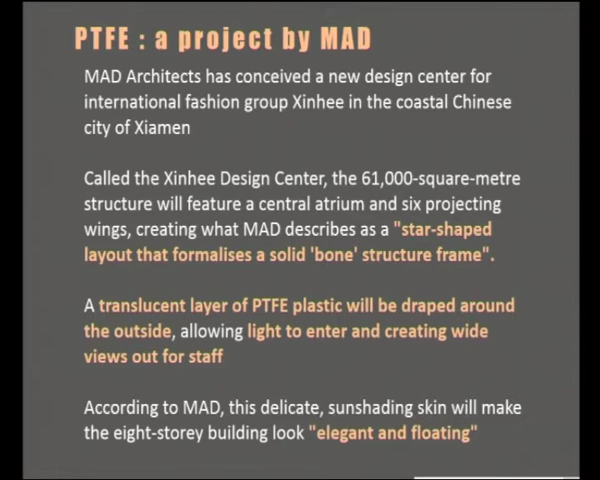 PTFE : a project by MAD
MAD Architects has conceived a new design center for
international fashion group Xinhee in the coastal Chinese
city of Xiamen
Called the Xinhee Design Center, the 61,000-square-metre
structure will feature a central atrium and six projecting
wings, creating what MAD describes as a "star-shaped
layout that formalises a solid 'bone' structure frame".
A translucent layer of PTFE plastic will be draped around
the outside, allowing light to enter and creating wide
views out for staff
According to MAD, this delicate, sunshading skin will make
the eight-storey building look "elegant and floating"